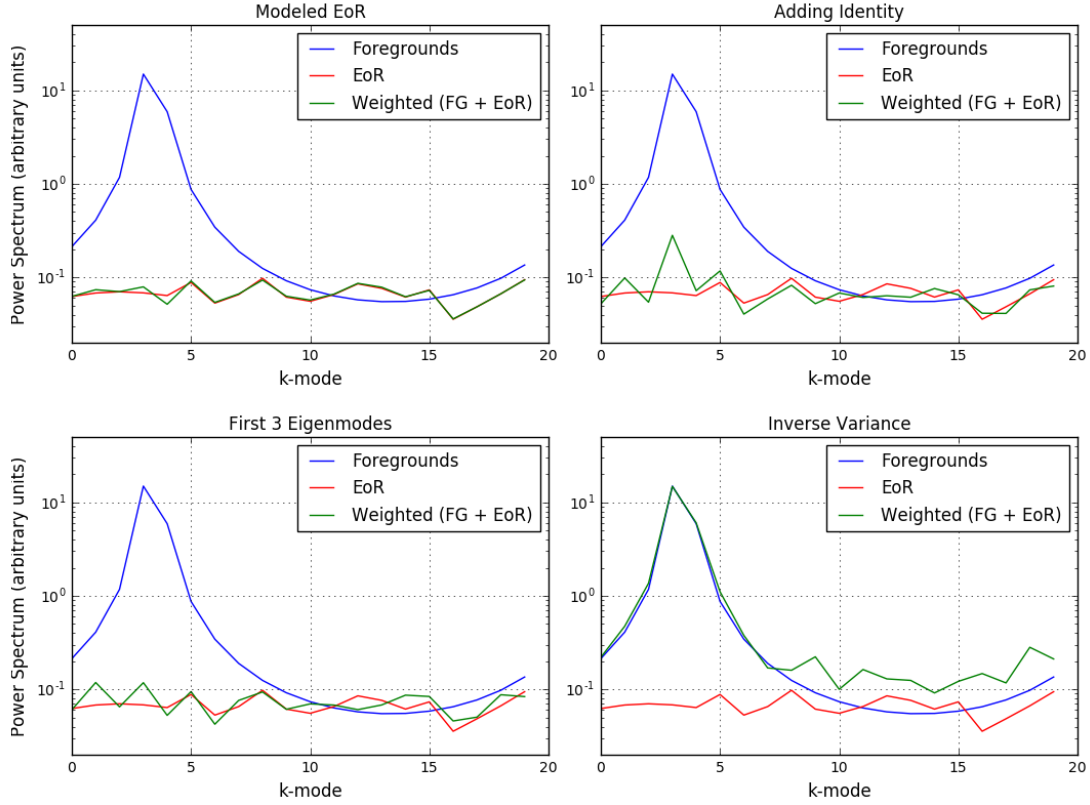 Modeled EoR
Power Spectrum (arbitrary units)
10^1
10^0
10^-1
Foregrounds
EoR
Weighted (FG + EoR)
0 5 10 15 20
k-mode
Adding Identity
10^1
10^0
10^-1
Foregrounds
EoR
Weighted (FG + EoR)
0 5 10 15 20
k-mode
First 3 Eigenmodes
Power Spectrum (arbitrary units)
10^1
10^0
10^-1
Foregrounds
EoR
Weighted (FG + EoR)
0 5 10 15 20
k-mode
Inverse Variance
10^1
10^0
10^-1
Foregrounds
EoR
Weighted (FG + EoR)
0 5 10 15 20
k-mode